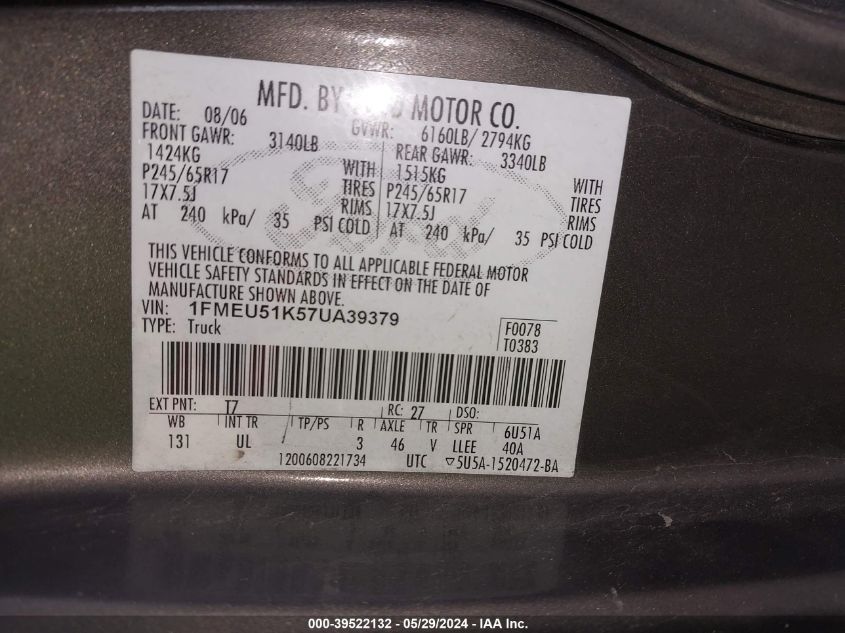 MFD. BY FORD MOTOR CO.
DATE: 08/06 GVWR: 6160LB/ 2794KG
FRONT GAWR: 3140LB REAR GAWR: 3340LB
1424KG WITH 1515KG WITH
P245/65R17 TIRES P245/65R17 TIRES
17X7.5J RIMS 17X7.5J RIMS
AT 240 kPa/ 35 PSI COLD AT 240 kPa/ 35 PSI COLD
Ford
THIS VEHICLE CONFORMS TO ALL APPLICABLE FEDERAL MOTOR
VEHICLE SAFETY STANDARDS IN EFFECT ON THE DATE OF
MANUFACTURE SHOWN ABOVE.
VIN: 1FMEU51K57UA39379
TYPE: Truck F0078
T0383
EXT PNT: T7 RC: 27 DSO:
WB INT TR TP/PS R AXLE TR SPR 6U51A
131 UL 3 46 V LLEE 40A
1200608221734 UTC ▽5U5A-1520472-BA
000-39522132 - 05/29/2024 - IAA Inc.